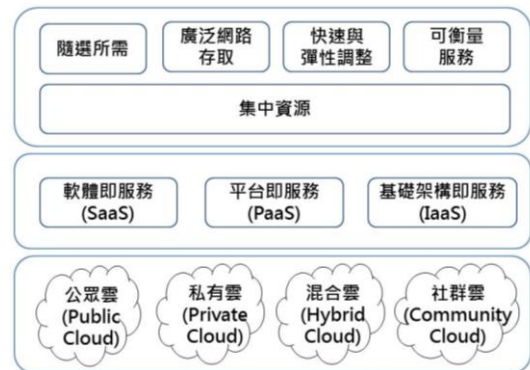 隨選所需
廣泛網路
存取
快速與
彈性調整
可衡量
服務
集中資源
軟體即服務
(SaaS)
平台即服務
(PaaS)
基礎架構即服務
(IaaS)
公眾雲
(Public
Cloud)
私有雲
(Private
Cloud)
混合雲
(Hybrid
Cloud)
社群雲
(Community
Cloud)